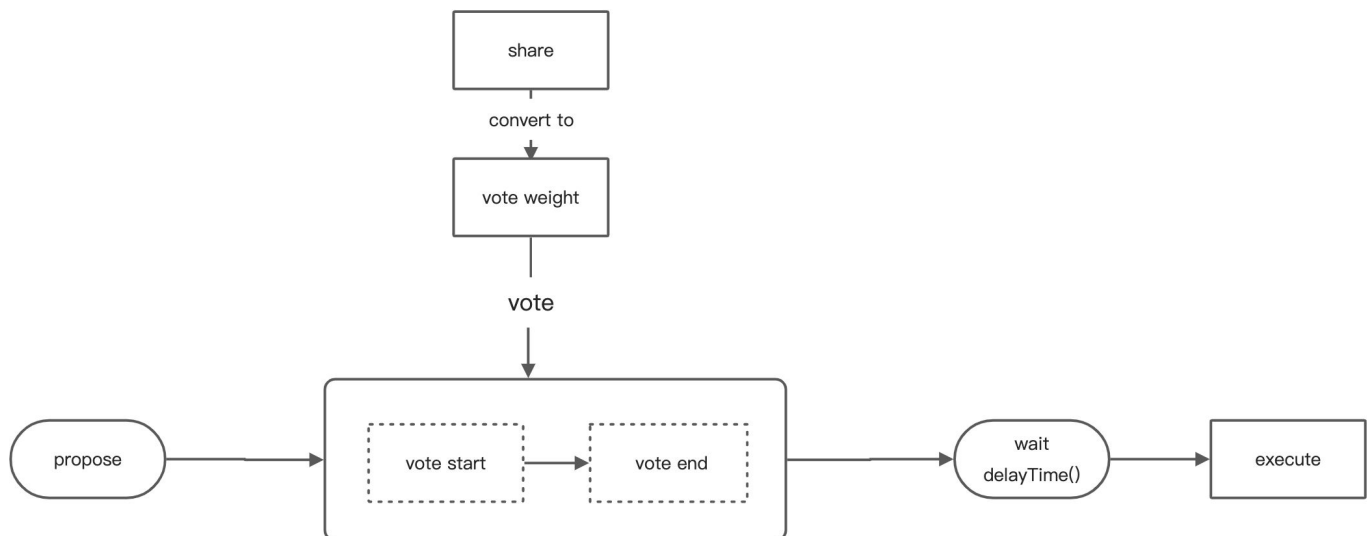 share
convert to
vote weight
vote
propose
vote start
vote end
wait
delayTime()
execute